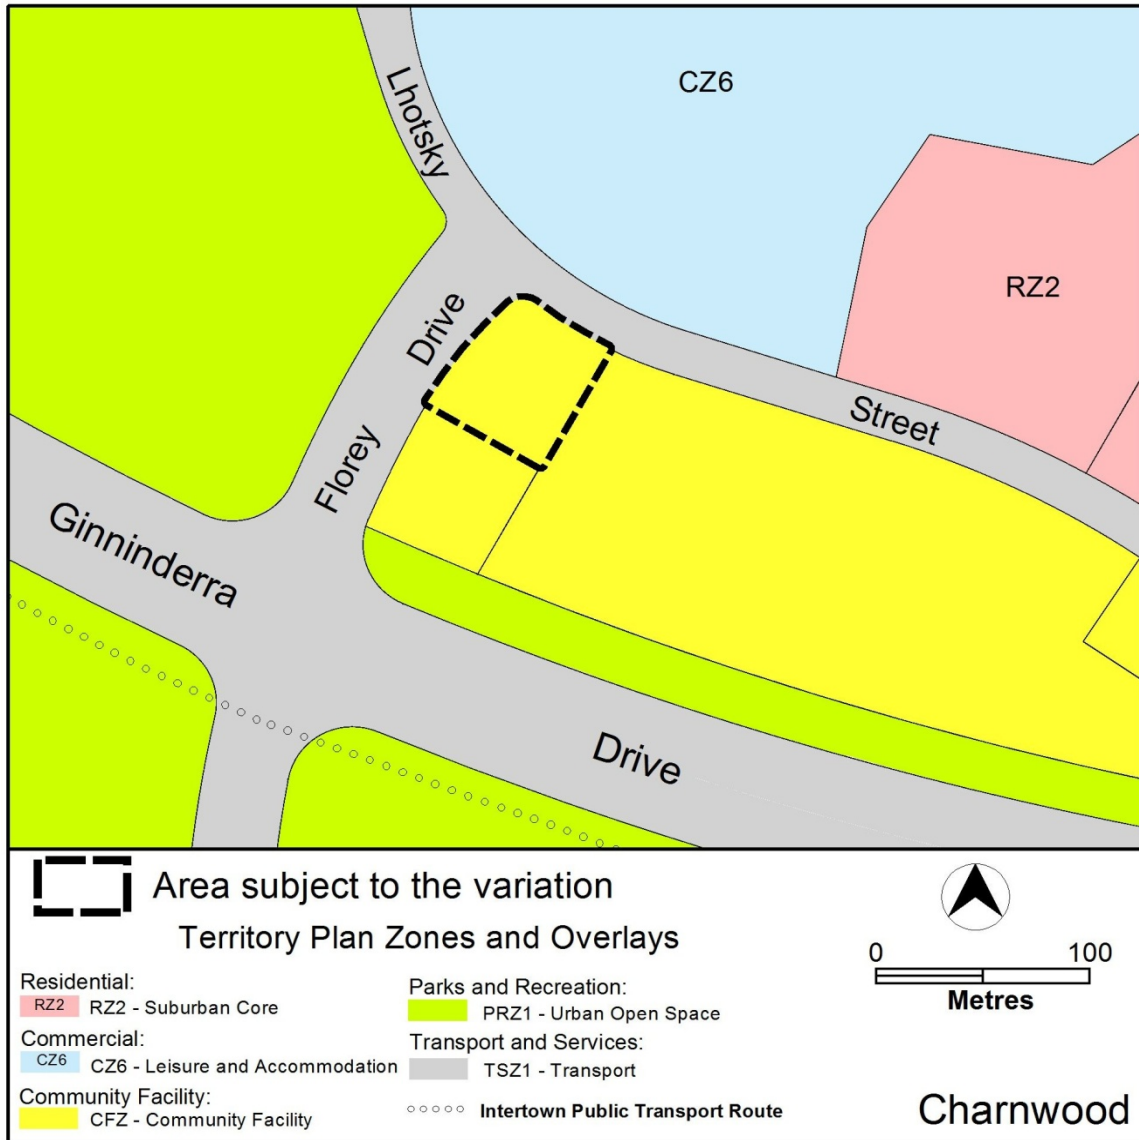 Lhotsky
CZ6
RZ2
Drive
Street
Florey
Ginninderra
Drive
Area subject to the variation
Territory Plan Zones and Overlays
0 100
Metres
Residential:
RZ2 RZ2 - Suburban Core
Commercial:
CZ6 CZ6 - Leisure and Accommodation
Community Facility:
CFZ - Community Facility
Parks and Recreation:
PRZ1 - Urban Open Space
Transport and Services:
TSZ1 - Transport
Intertown Public Transport Route
Charnwood